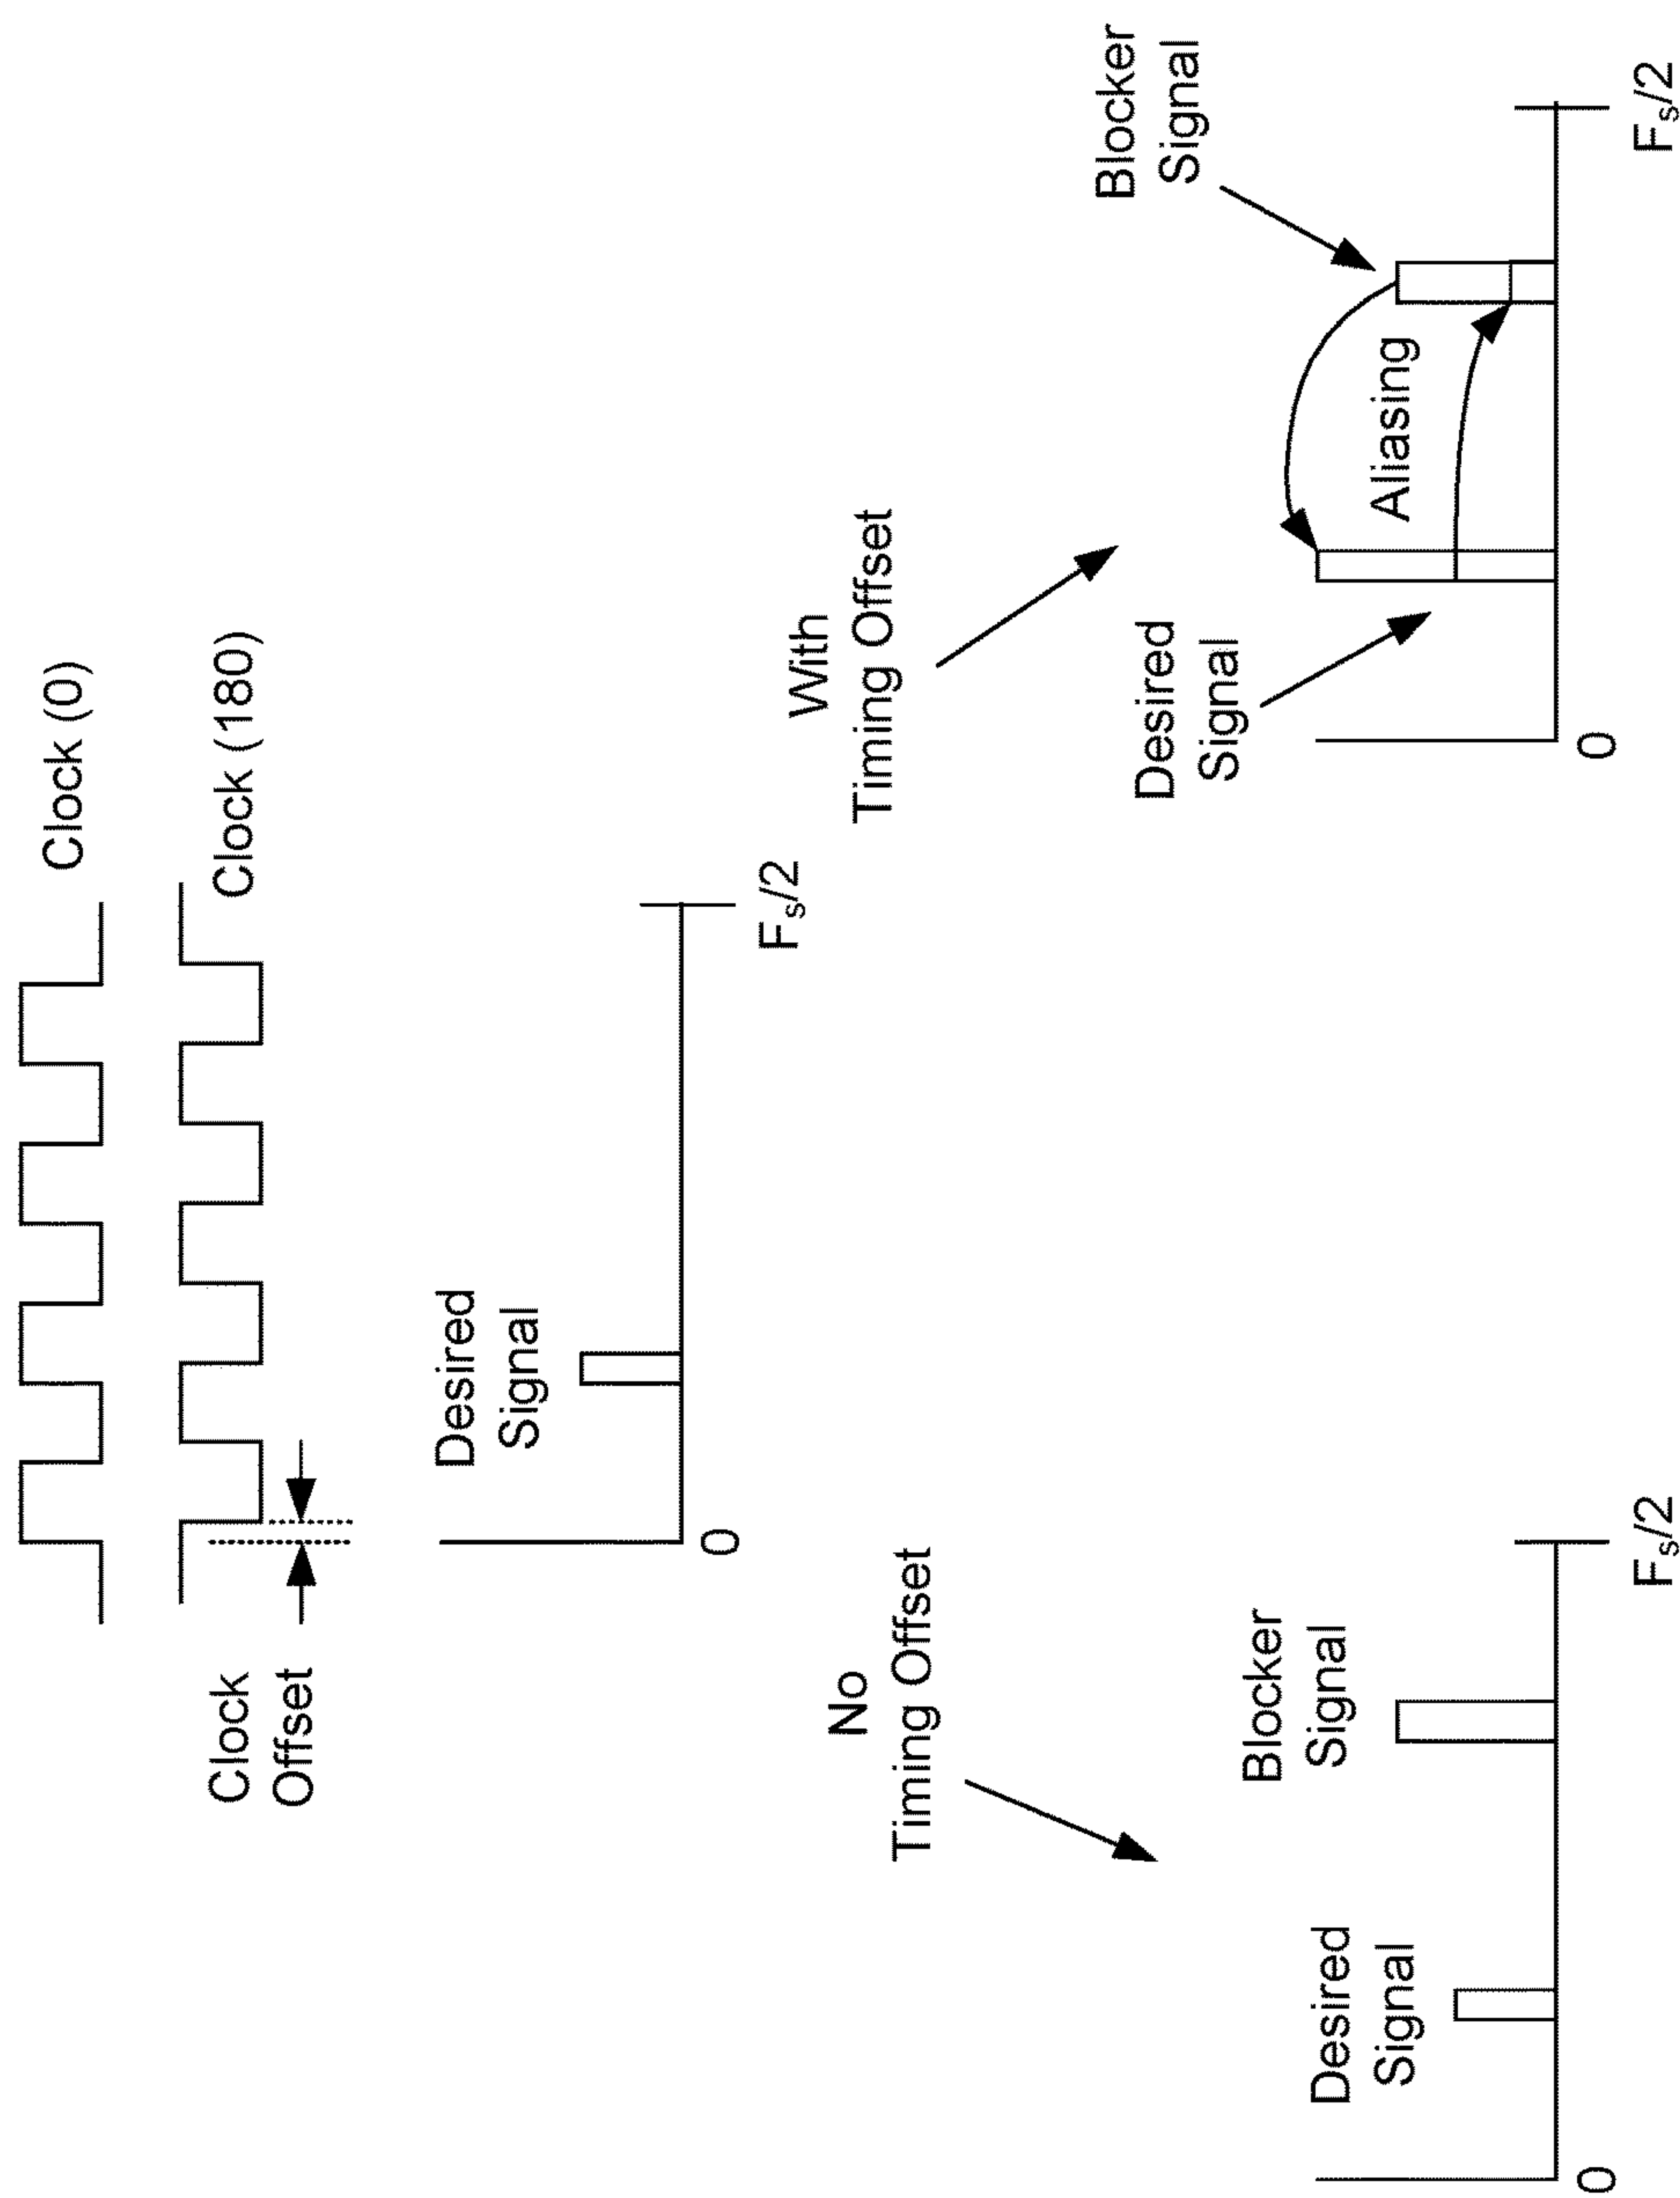 Clock (0)
Clock (180)
Clock
Offset
Desired
Signal
0
Fₛ/2
No
Timing Offset
With
Timing Offset
Desired
Signal
Blocker
Signal
0
Fₛ/2
Desired
Signal
Aliasing
Blocker
Signal
0
Fₛ/2